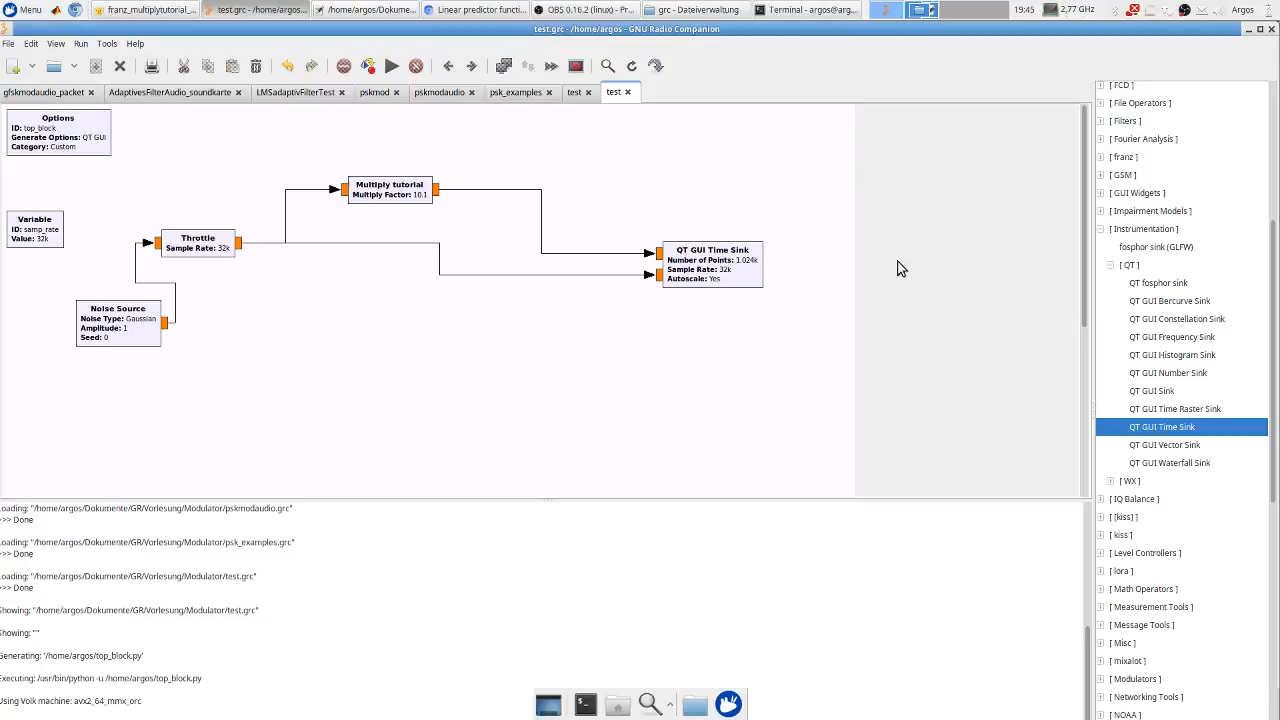 Menu
franz_multiplytutorial_...
test.grc - /home/argos...
/home/argos/Dokume...
Linear predictor functi...
OBS 0.16.2 (linux) - Pr...
grc - Dateiverwaltung
Terminal - argos@arg...
19:45
2,77 GHz
Argos
test.grc - /home/argos - GNU Radio Companion
File Edit View Run Tools Help
gfskmodaudio_packet
AdaptivesFilterAudio_soundkarte
LMSadaptivFilterTest
pskmod
pskmodaudio
psk_examples
test
test
Options
ID: top_block
Generate Options: QT GUI
Category: Custom
Variable
ID: samp_rate
Value: 32k
Throttle
Sample Rate: 32k
Noise Source
Noise Type: Gaussian
Amplitude: 1
Seed: 0
Multiply tutorial
Multiply Factor: 10.1
QT GUI Time Sink
Number of Points: 1.024k
Sample Rate: 32k
Autoscale: Yes
[ FCD ]
[ File Operators ]
[ Filters ]
[ Fourier Analysis ]
[ franz ]
[ GSM ]
[ GUI Widgets ]
[ Impairment Models ]
[ Instrumentation ]
fosphor sink (GLFW)
[ QT ]
QT fosphor sink
QT GUI Bercurve Sink
QT GUI Constellation Sink
QT GUI Frequency Sink
QT GUI Histogram Sink
QT GUI Number Sink
QT GUI Sink
QT GUI Time Raster Sink
QT GUI Time Sink
QT GUI Vector Sink
QT GUI Waterfall Sink
[ WX ]
[ IQ Balance ]
[ [kiss] ]
[ kiss ]
[ Level Controllers ]
[ lora ]
[ Math Operators ]
[ Measurement Tools ]
[ Message Tools ]
[ Misc ]
[ mixalot ]
[ Modulators ]
[ Networking Tools ]
[ NOAA ]
Loading: "/home/argos/Dokumente/GR/Vorlesung/Modulator/pskmodaudio.grc"
>>> Done
Loading: "/home/argos/Dokumente/GR/Vorlesung/Modulator/psk_examples.grc"
>>> Done
Loading: "/home/argos/Dokumente/GR/Vorlesung/Modulator/test.grc"
>>> Done
Showing: "/home/argos/Dokumente/GR/Vorlesung/Modulator/test.grc"
Showing: ""
Generating: '/home/argos/top_block.py'
Executing: /usr/bin/python -u /home/argos/top_block.py
Using Volk machine: avx2_64_mmx_orc